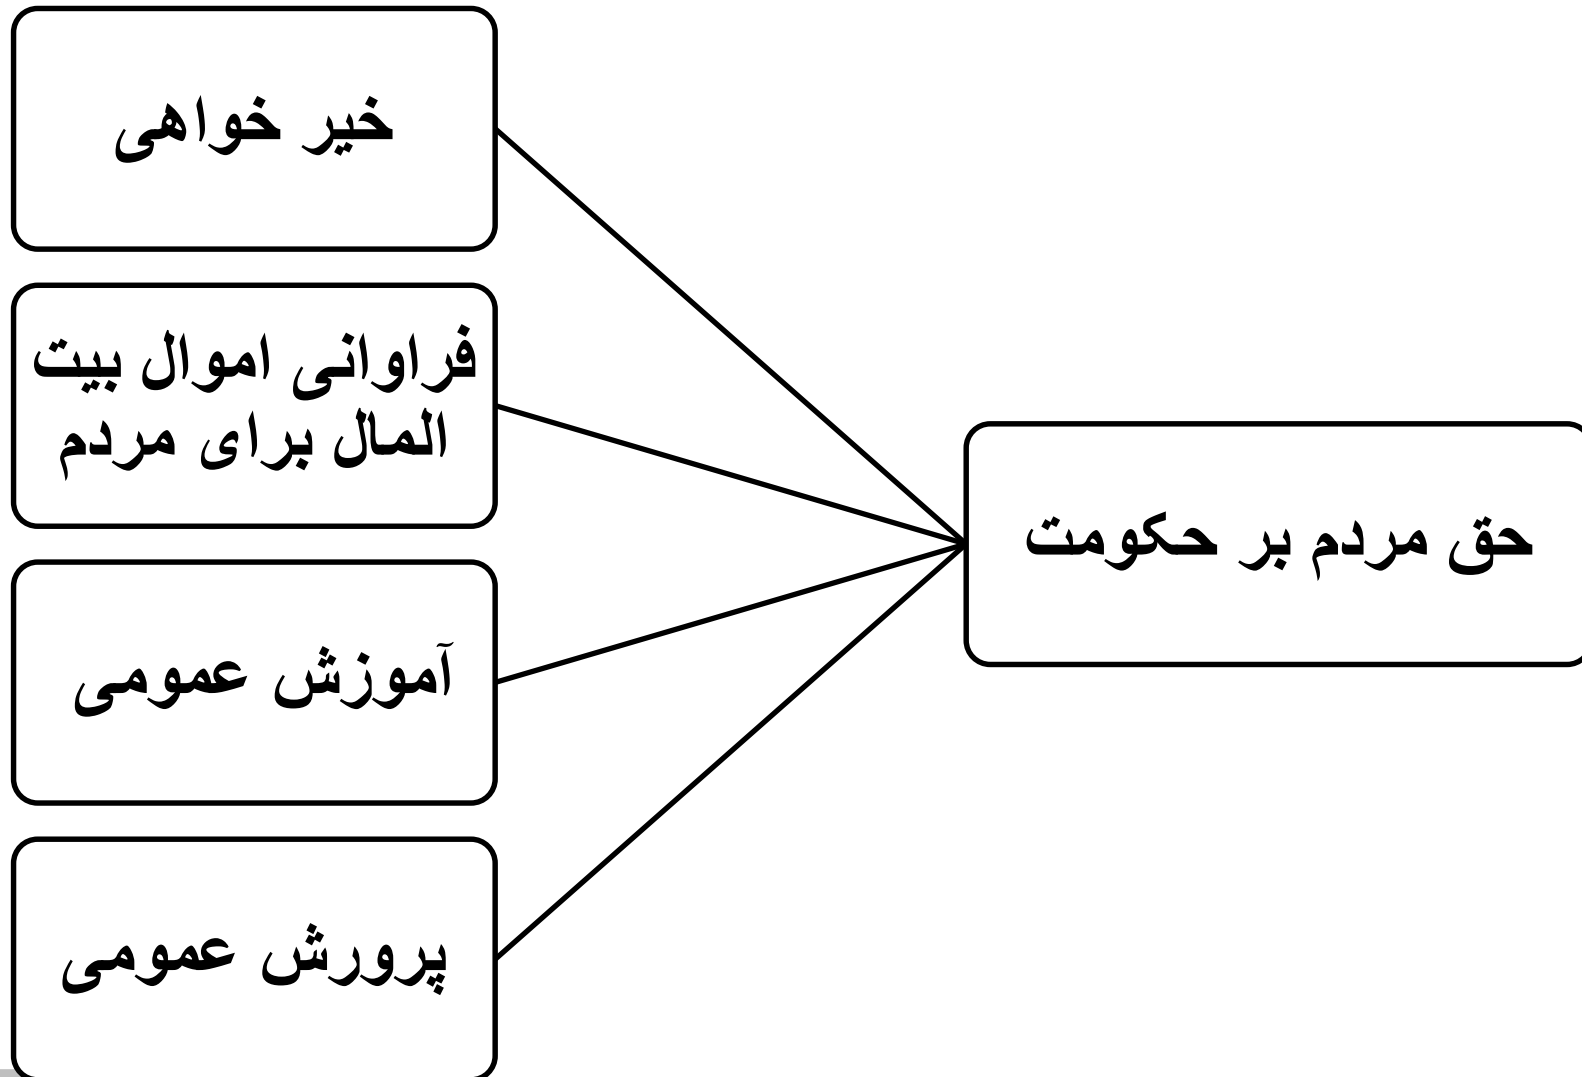 حق مردم بر حکومت
خیر خواهی
فراوانی اموال بیت
المال برای مردم
آموزش عمومی
پرورش عمومی